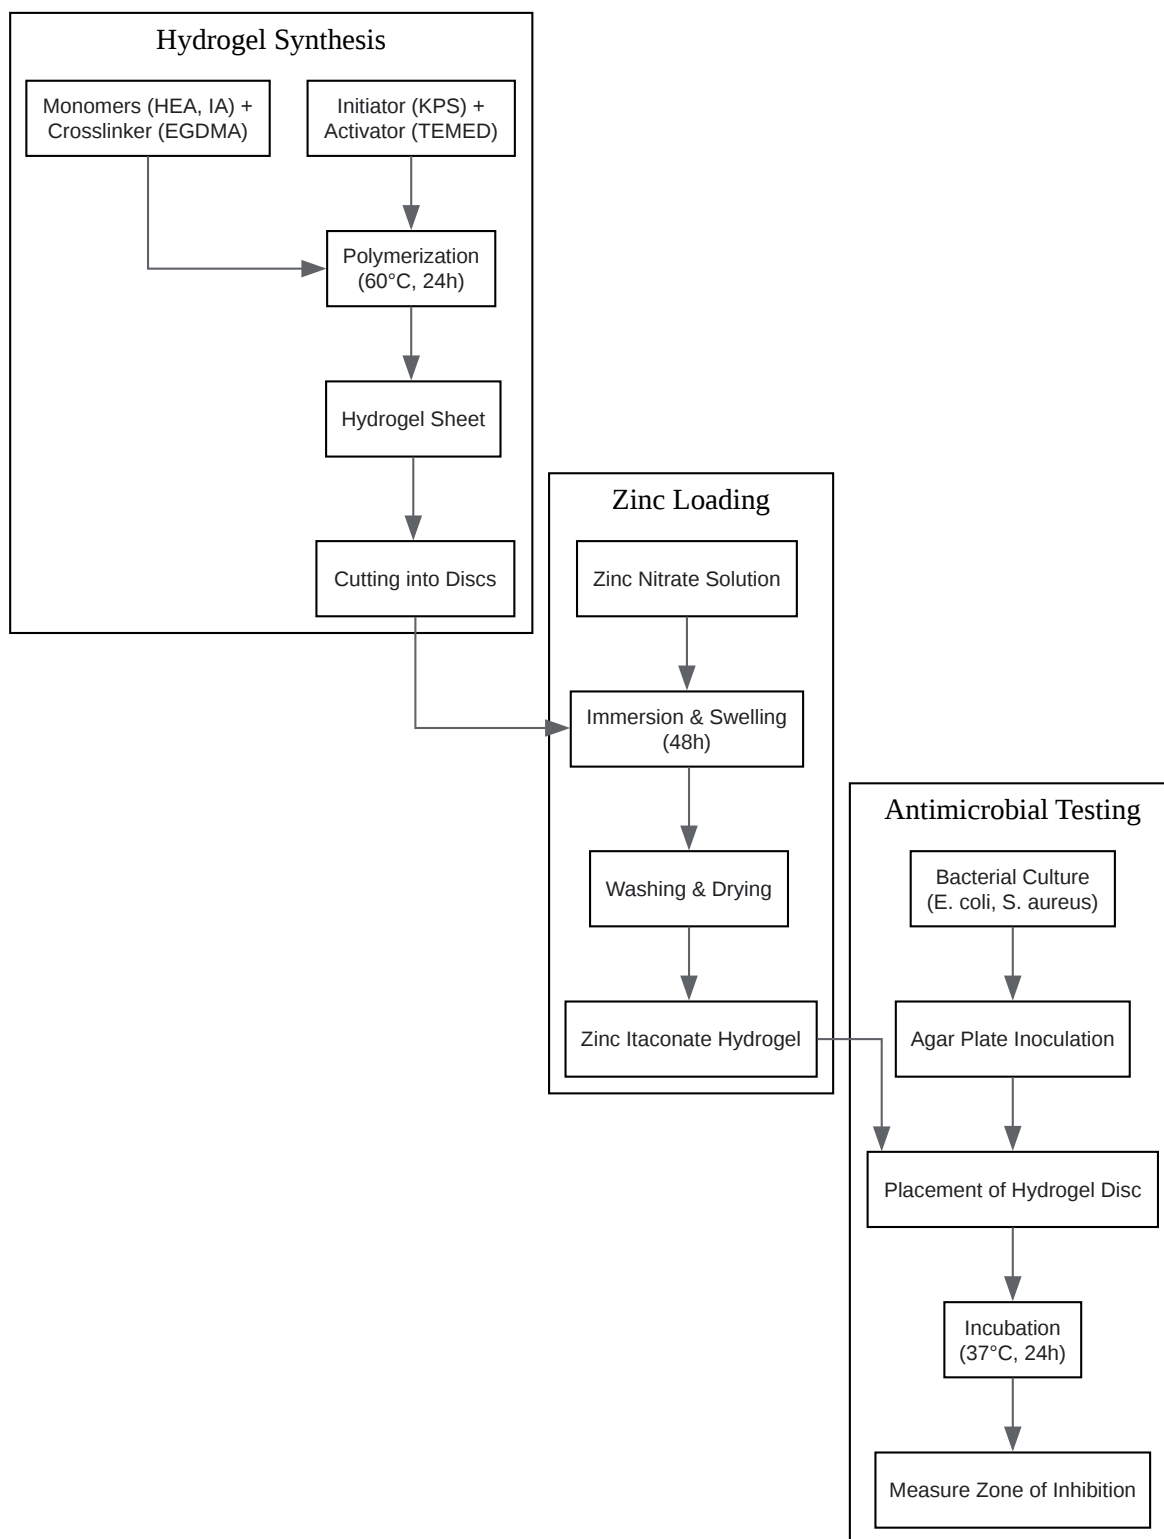 Hydrogel Synthesis
Monomers (HEA, IA) +
Crosslinker (EGDMA)
Initiator (KPS) +
Activator (TEMED)
Polymerization
(60°C, 24h)
Hydrogel Sheet
Cutting into Discs
Zinc Loading
Zinc Nitrate Solution
Immersion & Swelling
(48h)
Washing & Drying
Zinc Itaconate Hydrogel
Antimicrobial Testing
Bacterial Culture
(E. coli, S. aureus)
Agar Plate Inoculation
Placement of Hydrogel Disc
Incubation
(37°C, 24h)
Measure Zone of Inhibition